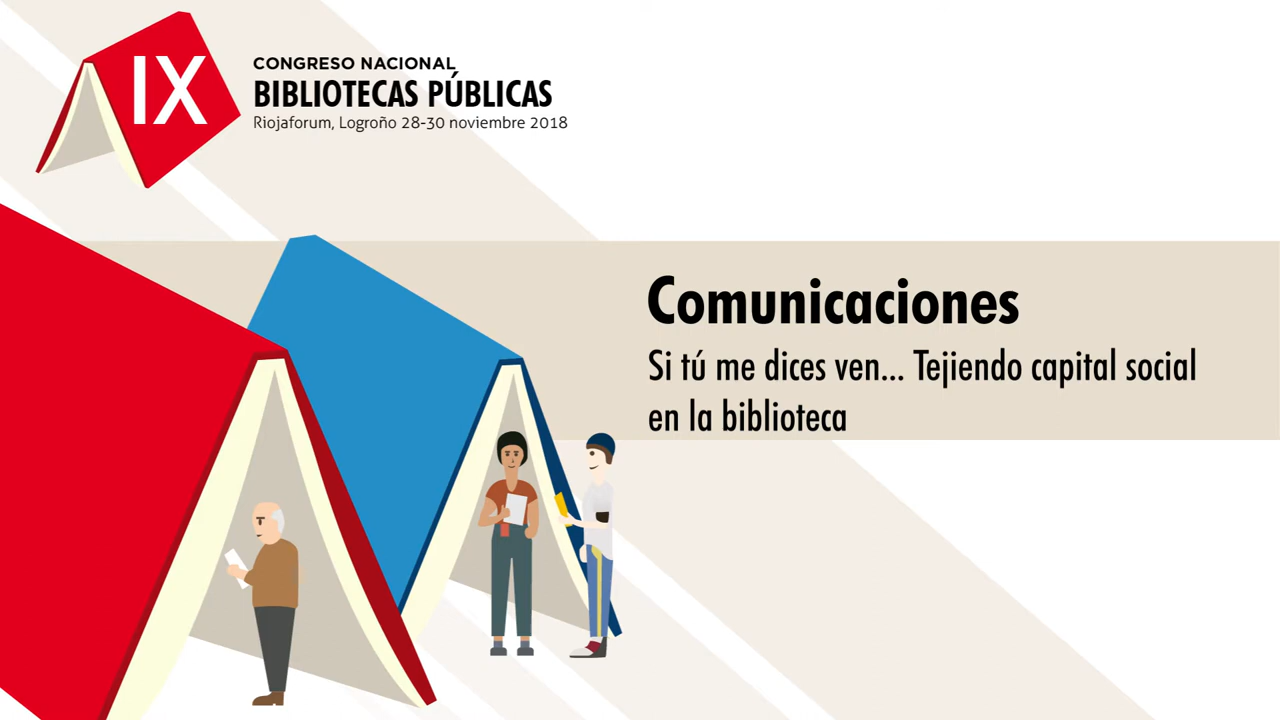 IX
CONGRESO NACIONAL
BIBLIOTECAS PÚBLICAS
Riojaforum, Logroño 28-30 noviembre 2018
Comunicaciones
Si tú me dices ven... Tejiendo capital social
en la biblioteca